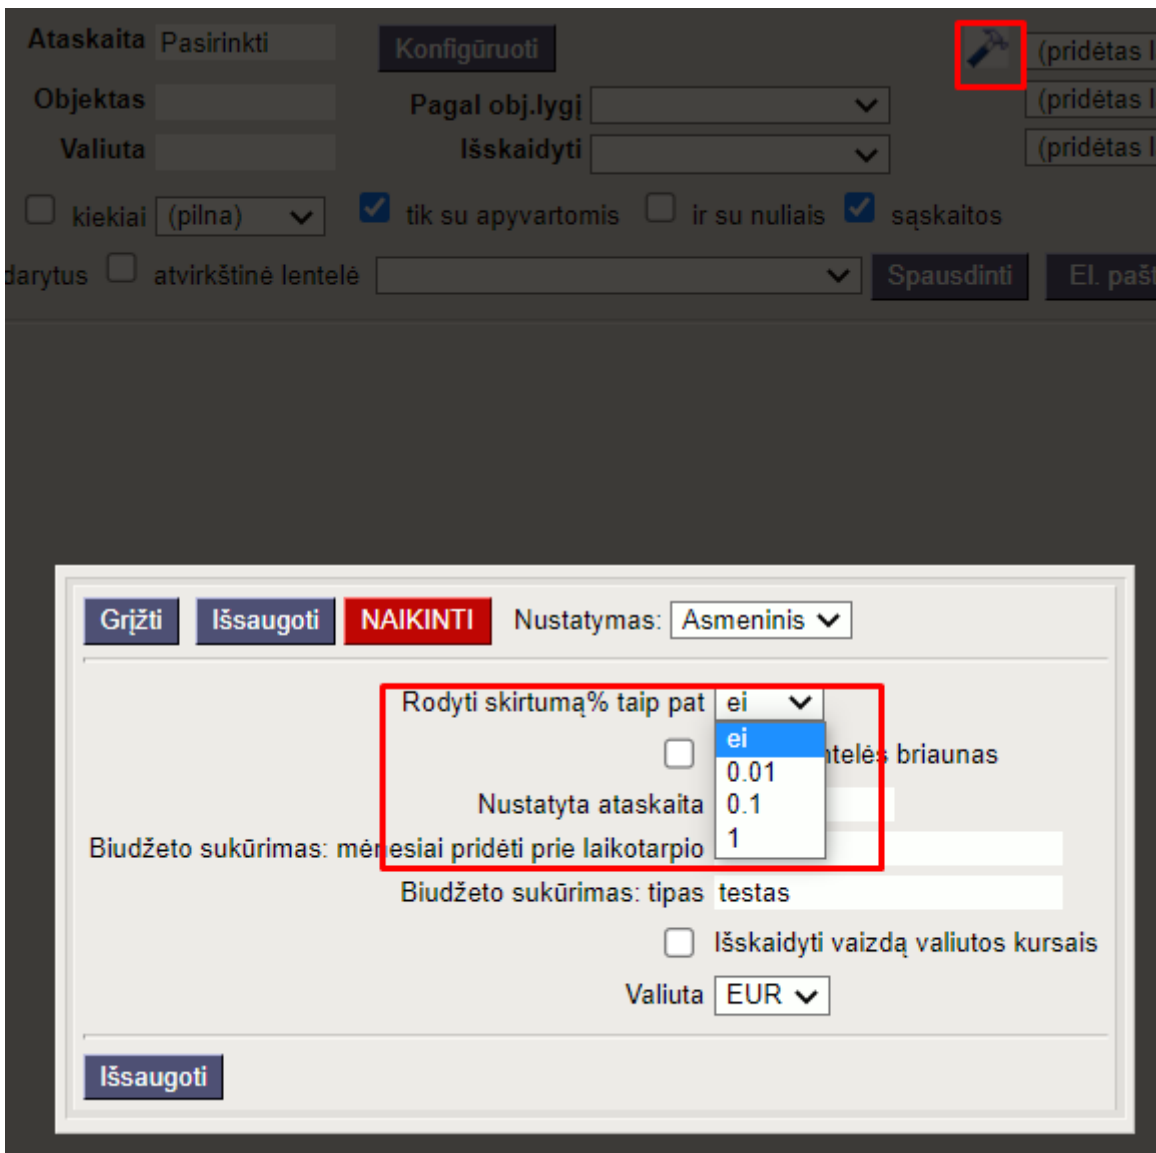 Ataskaita Pasirinkti Konfigūruoti (pridėtas l
Objektas Pagal obj.lygį (pridėtas l
Valiuta Išskaidyti (pridėtas l
kiekiai (pilna) tik su apyvartomis ir su nuliais sąskaitos
darytus atvirkštinė lentelė Spausdinti El. pašt
Grįžti Išsaugoti NAIKINTI Nustatymas: Asmeninis
Rodyti skirtumą% taip pat ei
ei
ntelės briaunas
0.01
Nustatyta ataskaita 0.1
Biudžeto sukūrimas: mėnesiai pridėti prie laikotarpio 1
Biudžeto sukūrimas: tipas testas
Išskaidyti vaizdą valiutos kursais
Valiuta EUR
Išsaugoti